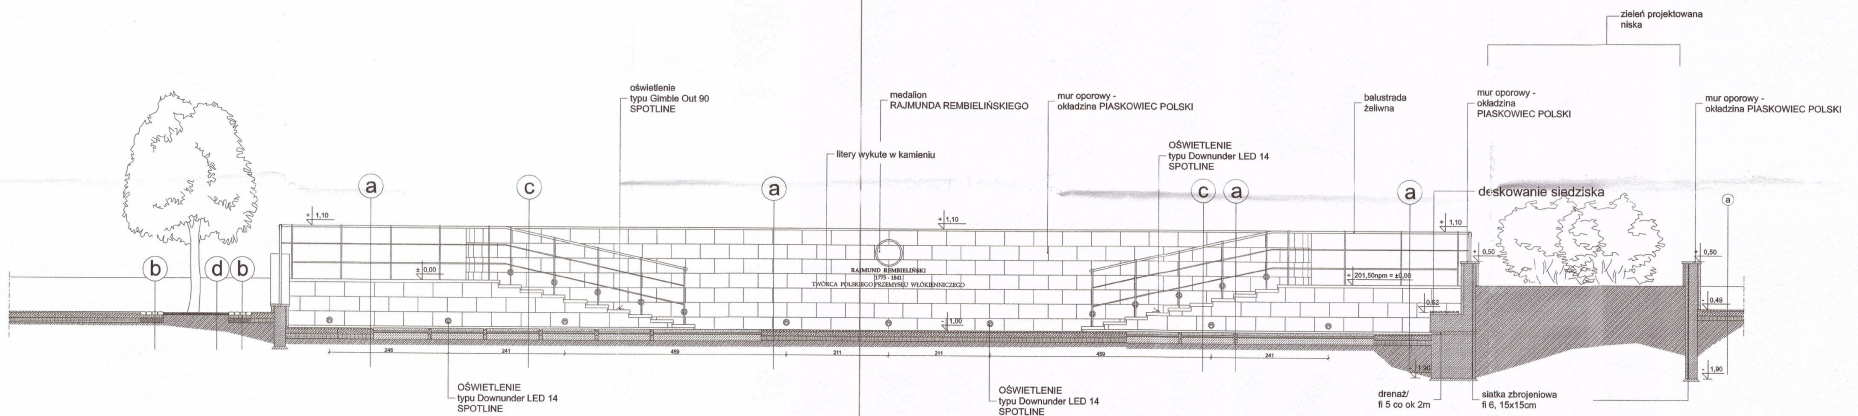 zieleń projektowana
niska
oświetlenie
typu Gimble Out 90
SPOTLINE
medalion
RAJMUNDA REMBIELIŃSKIEGO
mur oporowy -
okładzina PIASKOWIEC POLSKI
balustrada
żeliwna
mur oporowy -
okładzina
PIASKOWIEC POLSKI
mur oporowy -
okładzina PIASKOWIEC POLSKI
litery wykute w kamieniu
OŚWIETLENIE
typu Downunder LED 14
SPOTLINE
a
c
a
c
a
a
deskowanie siedziska
a
+ 1,10
+ 1,10
+ 1,10
b
d
b
± 0,00
RAJMUND REMBIELIŃSKI
1775 - 1841
TWÓRCA POLSKIEGO PRZEMYSŁU WŁÓKIENNICZEGO
+ 201,50npm = ±0,00
+ 0,50
+ 0,50
- 0,52
- 0,49
- 1,00
246
241
459
211
211
459
241
- 1,90
- 1,90
OŚWIETLENIE
typu Downunder LED 14
SPOTLINE
OŚWIETLENIE
typu Downunder LED 14
SPOTLINE
drenaż/
fi 5 co ok 2m
siatka zbrojeniowa
fi 6, 15x15cm